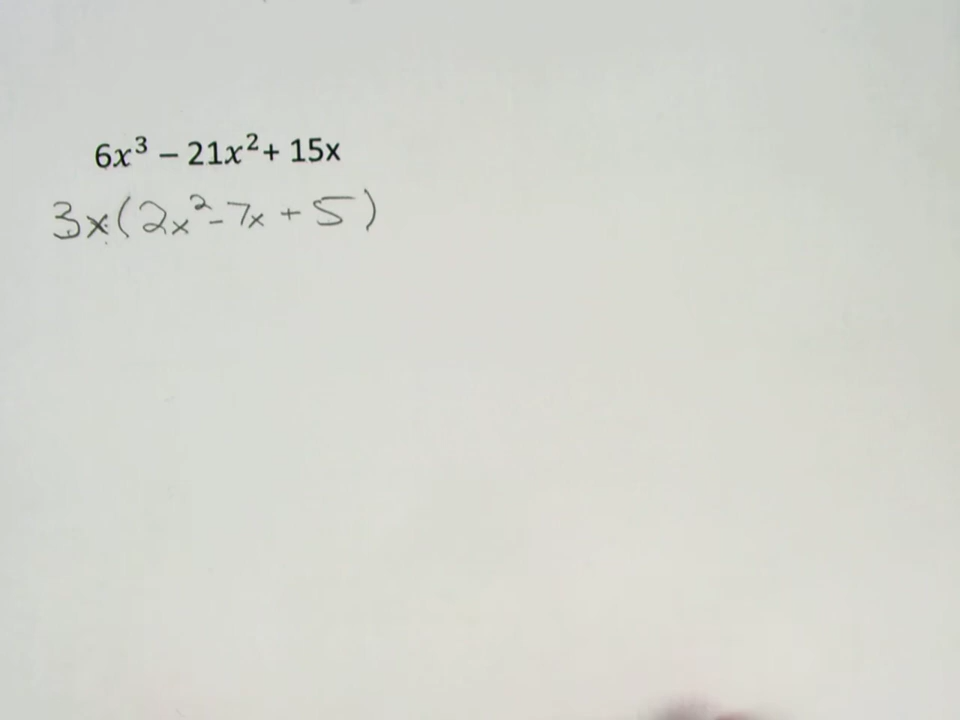 6x³ – 21x² + 15x
3x(2x² - 7x + 5)